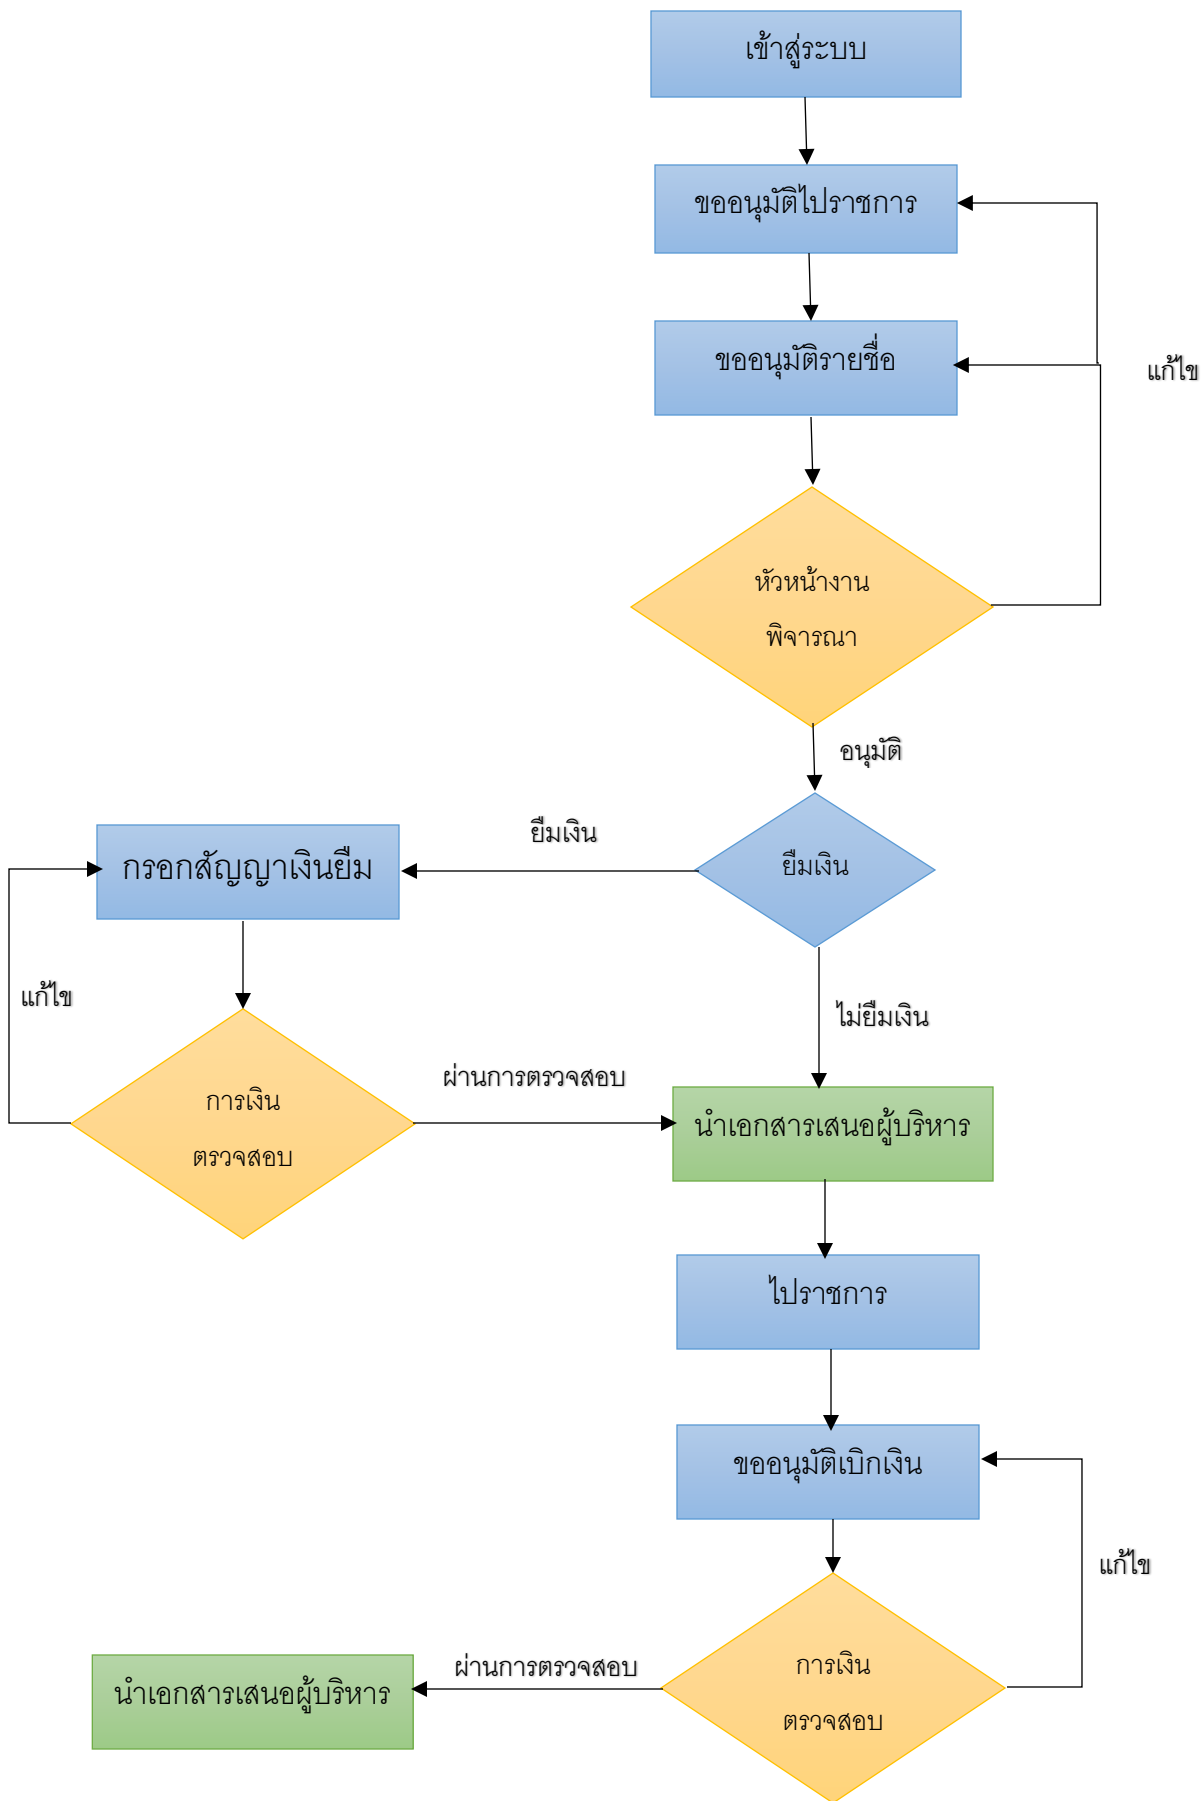 เข้าสู่ระบบ
ขออนุมัติไปราชการ
ขออนุมัติรายชื่อ
แก้ไข
หัวหน้างาน
พิจารณา
อนุมัติ
ยืมเงิน
ยืมเงิน
กรอกสัญญาเงินยืม
แก้ไข
ไม่ยืมเงิน
การเงิน
ตรวจสอบ
ผ่านการตรวจสอบ
นำเอกสารเสนอผู้บริหาร
ไปราชการ
ขออนุมัติเบิกเงิน
แก้ไข
การเงิน
ตรวจสอบ
ผ่านการตรวจสอบ
นำเอกสารเสนอผู้บริหาร